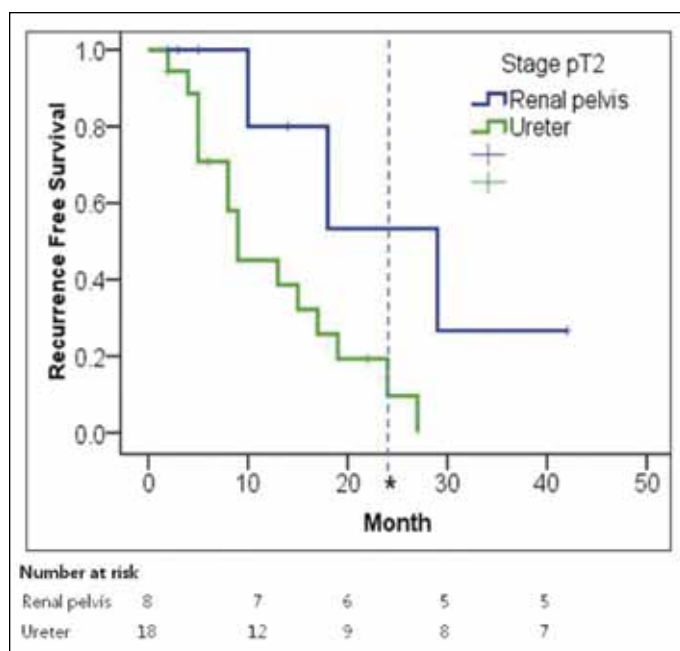 Stage pT2
Renal pelvis
Ureter
Recurrence Free Survival
1.0
0.8
0.6
0.4
0.2
0.0
0 10 20 * 30 40 50
Month
Number at risk
Renal pelvis 8 7 6 5 5
Ureter 18 12 9 8 7